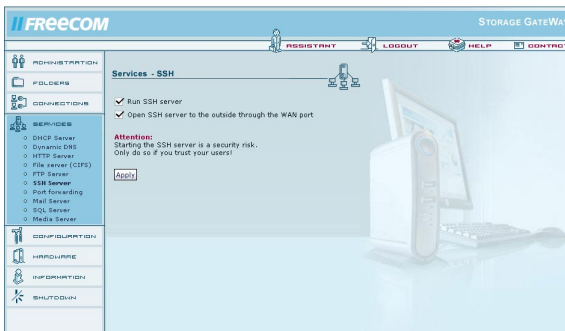 FREECOM
STORAGE GATEWA
ASSISTANT
LOGOUT
HELP
CONTACT
ADMINISTRATION
FOLDERS
CONNECTIONS
SERVICES
DHCP Server
Dynamic DNS
HTTP Server
File server (CIFS)
FTP Server
SSH Server
Port forwarding
Mail Server
SQL Server
Media Server
CONFIGURATION
HARDWARE
INFORMATION
SHUTDOWN
Services - SSH
Run SSH server
Open SSH server to the outside through the WAN port
Attention:
Starting the SSH server is a security risk.
Only do so if you trust your users!
Apply